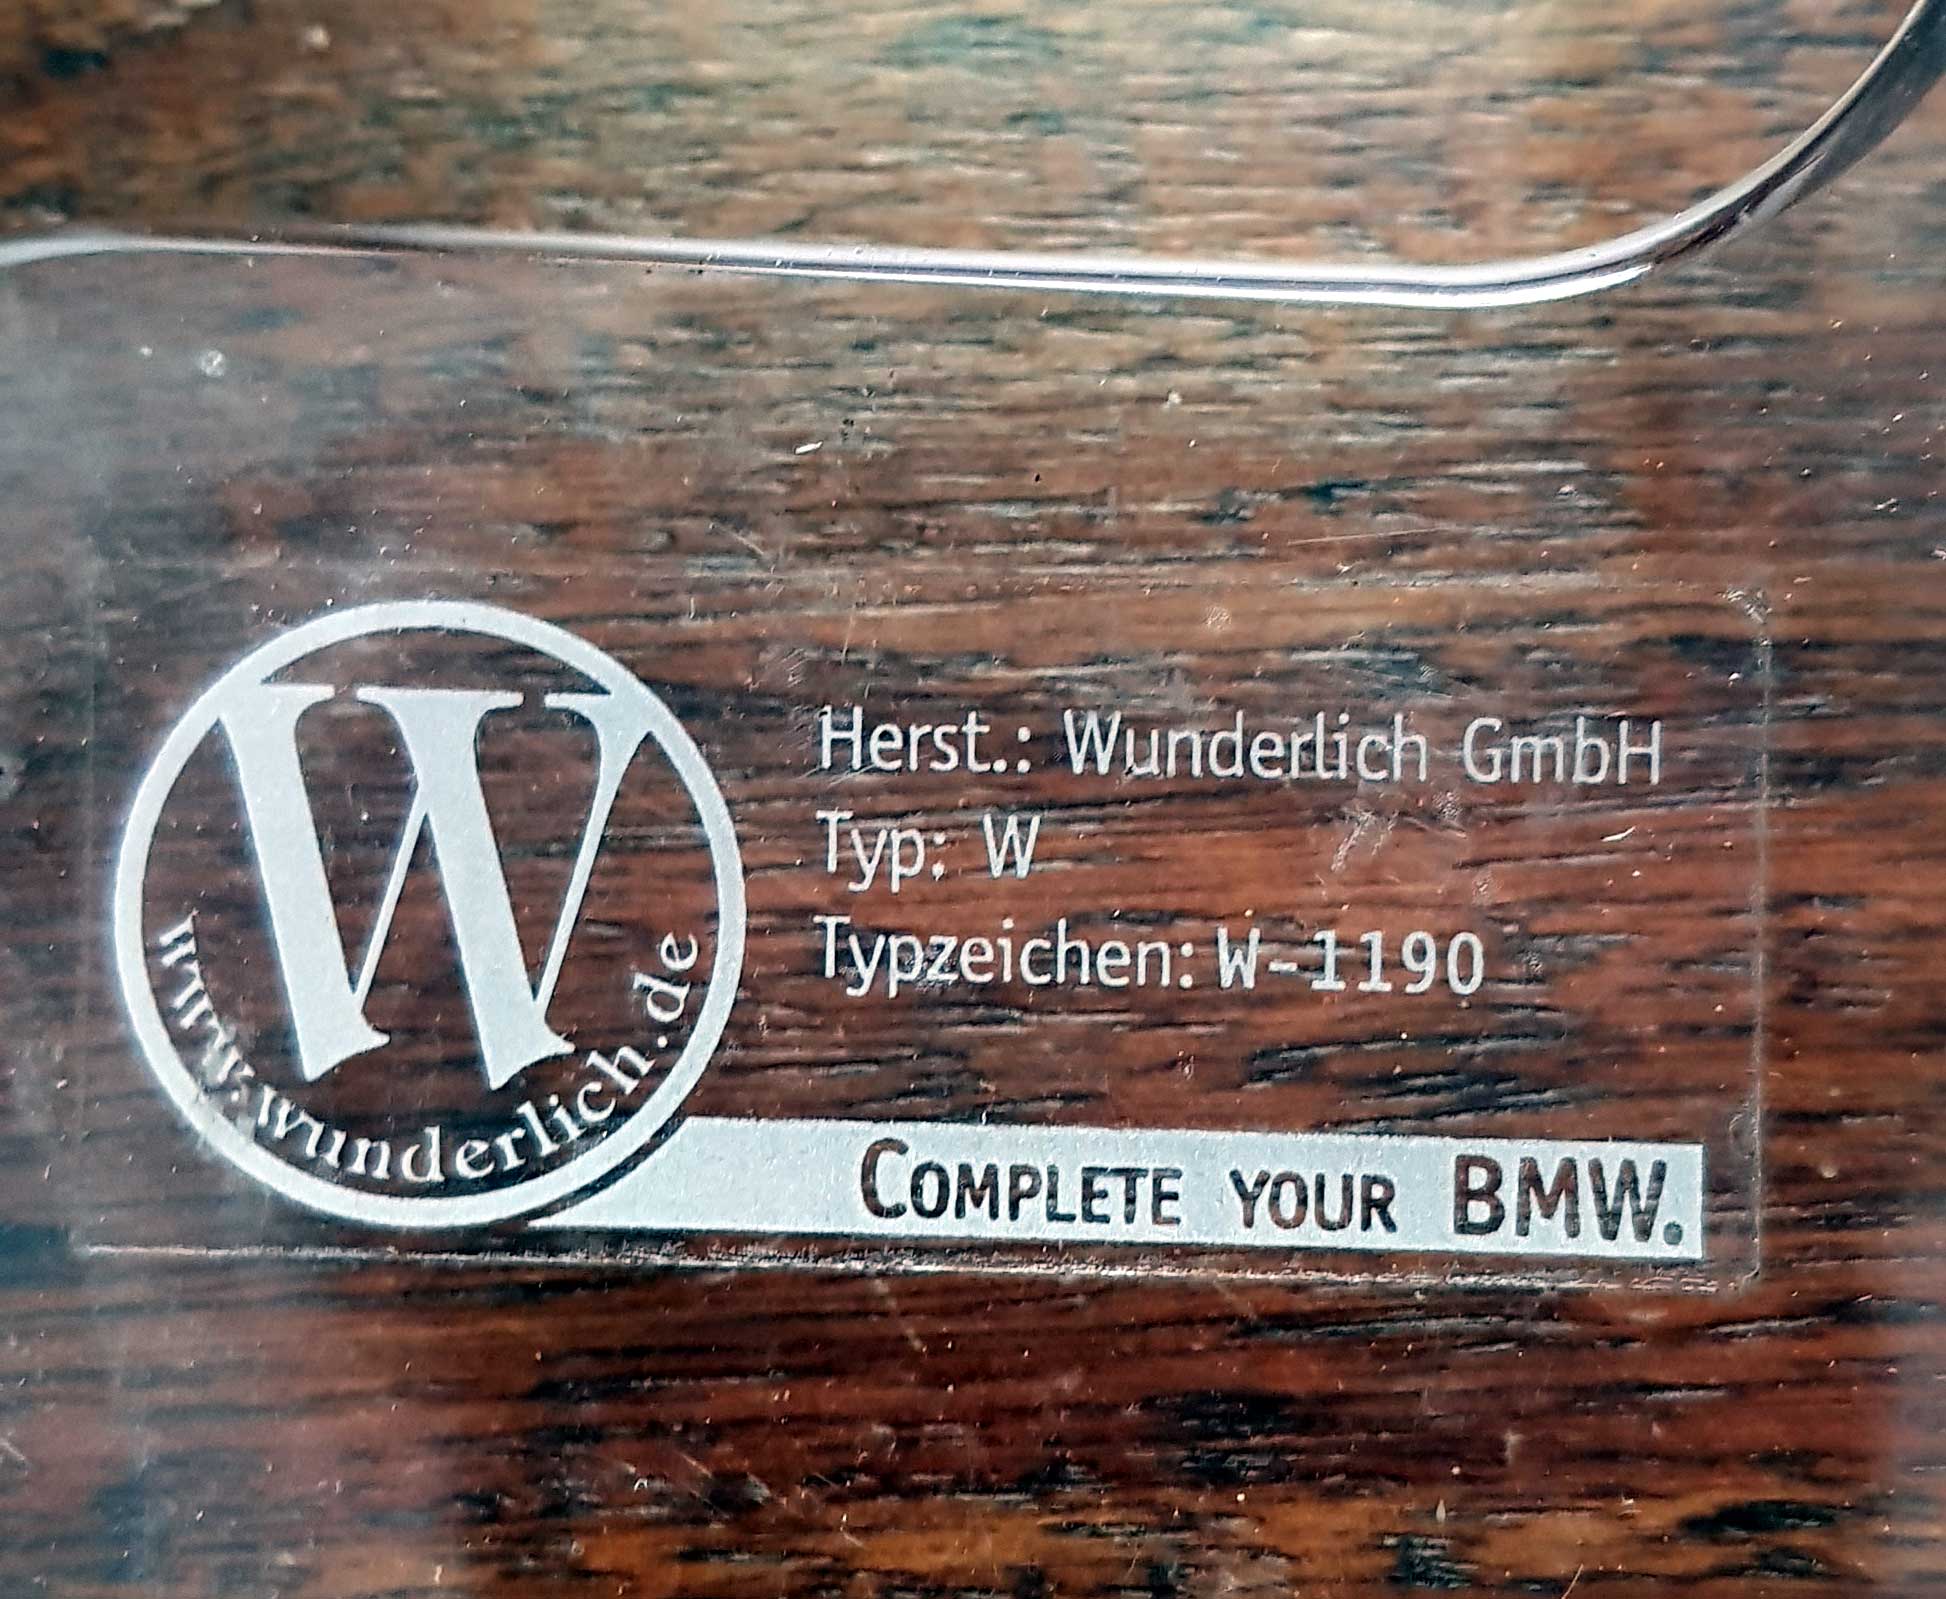 W
www.wunderlich.de
Herst.: Wunderlich GmbH
Typ: W
Typzeichen: W-1190
COMPLETE YOUR BMW.